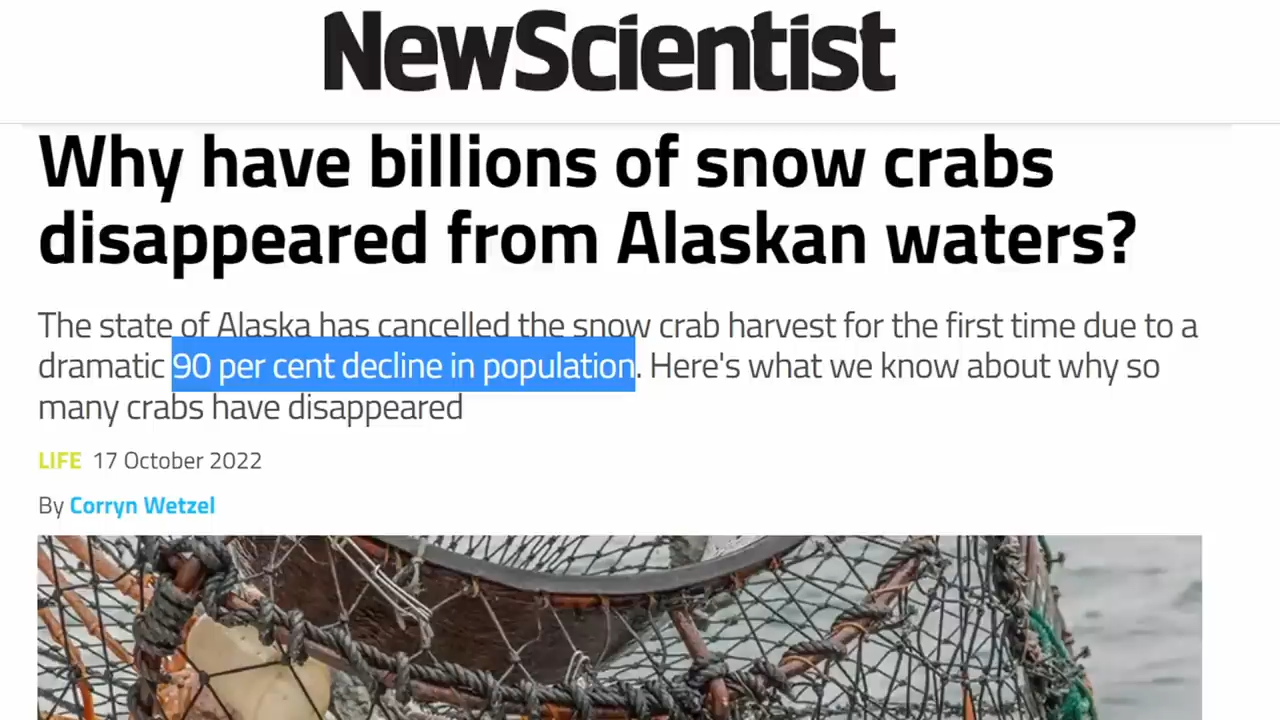 NewScientist
Why have billions of snow crabs
disappeared from Alaskan waters?
The state of Alaska has cancelled the snow crab harvest for the first time due to a
dramatic 90 per cent decline in population. Here's what we know about why so
many crabs have disappeared
LIFE 17 October 2022
By Corryn Wetzel